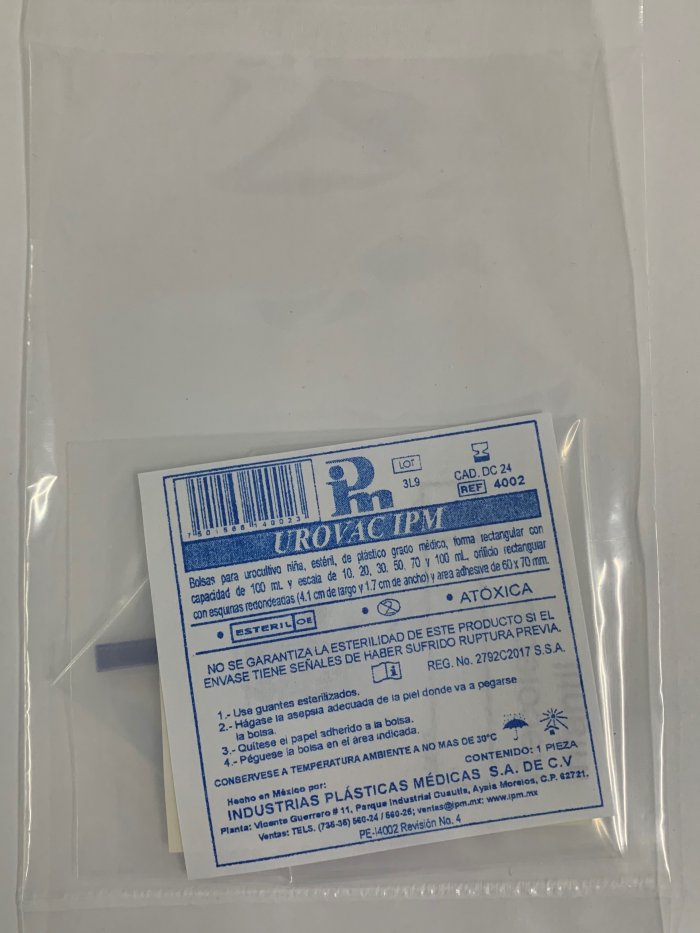 ipm
LOT
3L9
CAD. DC 24
REF 4002
UROVAC IPM
Bolsas para urocultivo niña, estéril, de plástico grado médico, forma rectangular con
capacidad de 100 mL y escala de 10, 20, 30, 50, 70 y 100 mL, orificio rectangular
con esquinas redondeadas (4.1 cm de largo y 1.7 cm de ancho) y area adhesiva de 60 x 70 mm.
• ESTERIL OE • 2 • ATÓXICA
NO SE GARANTIZA LA ESTERILIDAD DE ESTE PRODUCTO SI EL
ENVASE TIENE SEÑALES DE HABER SUFRIDO RUPTURA PREVIA.
i REG. No. 2792C2017 S.S.A.
1.- Use guantes esterilizados.
2.- Hágase la asepsia adecuada de la piel donde va a pegarse
la bolsa.
3.- Quítese el papel adherido a la bolsa.
4.- Péguese la bolsa en el área indicada.
CONSERVESE A TEMPERATURA AMBIENTE A NO MAS DE 30°C
CONTENIDO: 1 PIEZA
Hecho en México por:
INDUSTRIAS PLÁSTICAS MÉDICAS S.A. DE C.V
Planta: Vicente Guerrero # 11, Parque Industrial Cuautla, Ayala Morelos, C.P. 62721.
Ventas: TELS. (735-35) 560-24 / 560-26; ventas@ipm.mx: www.ipm.mx
PE-I4002 Revisión No. 4